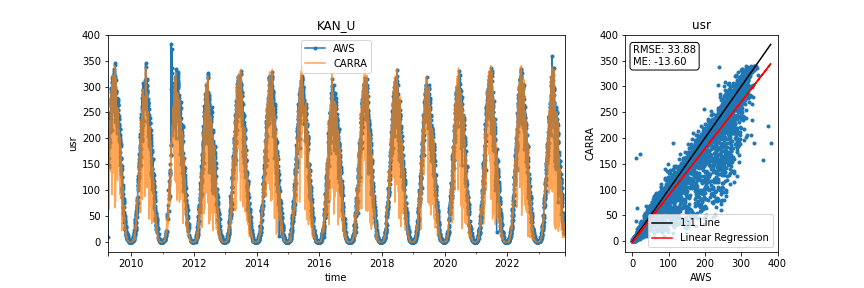 KAN_U
usr
400
350
300
250
200
150
100
50
0
usr
AWS
CARRA
2010
2012
2014
2016
2018
2020
2022
time
400
350
300
250
200
150
100
50
0
CARRA
RMSE: 33.88
ME: -13.60
1:1 Line
Linear Regression
0
100
200
300
400
AWS